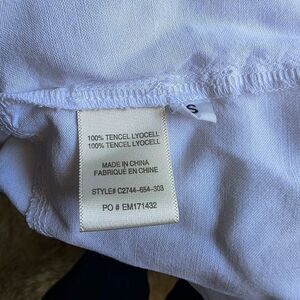 S
100% TENCEL LYOCELL
100% TENCEL LYOCELL
MADE IN CHINA
FABRIQUÉ EN CHINE
STYLE# C2744-654-303
PO # EM171432